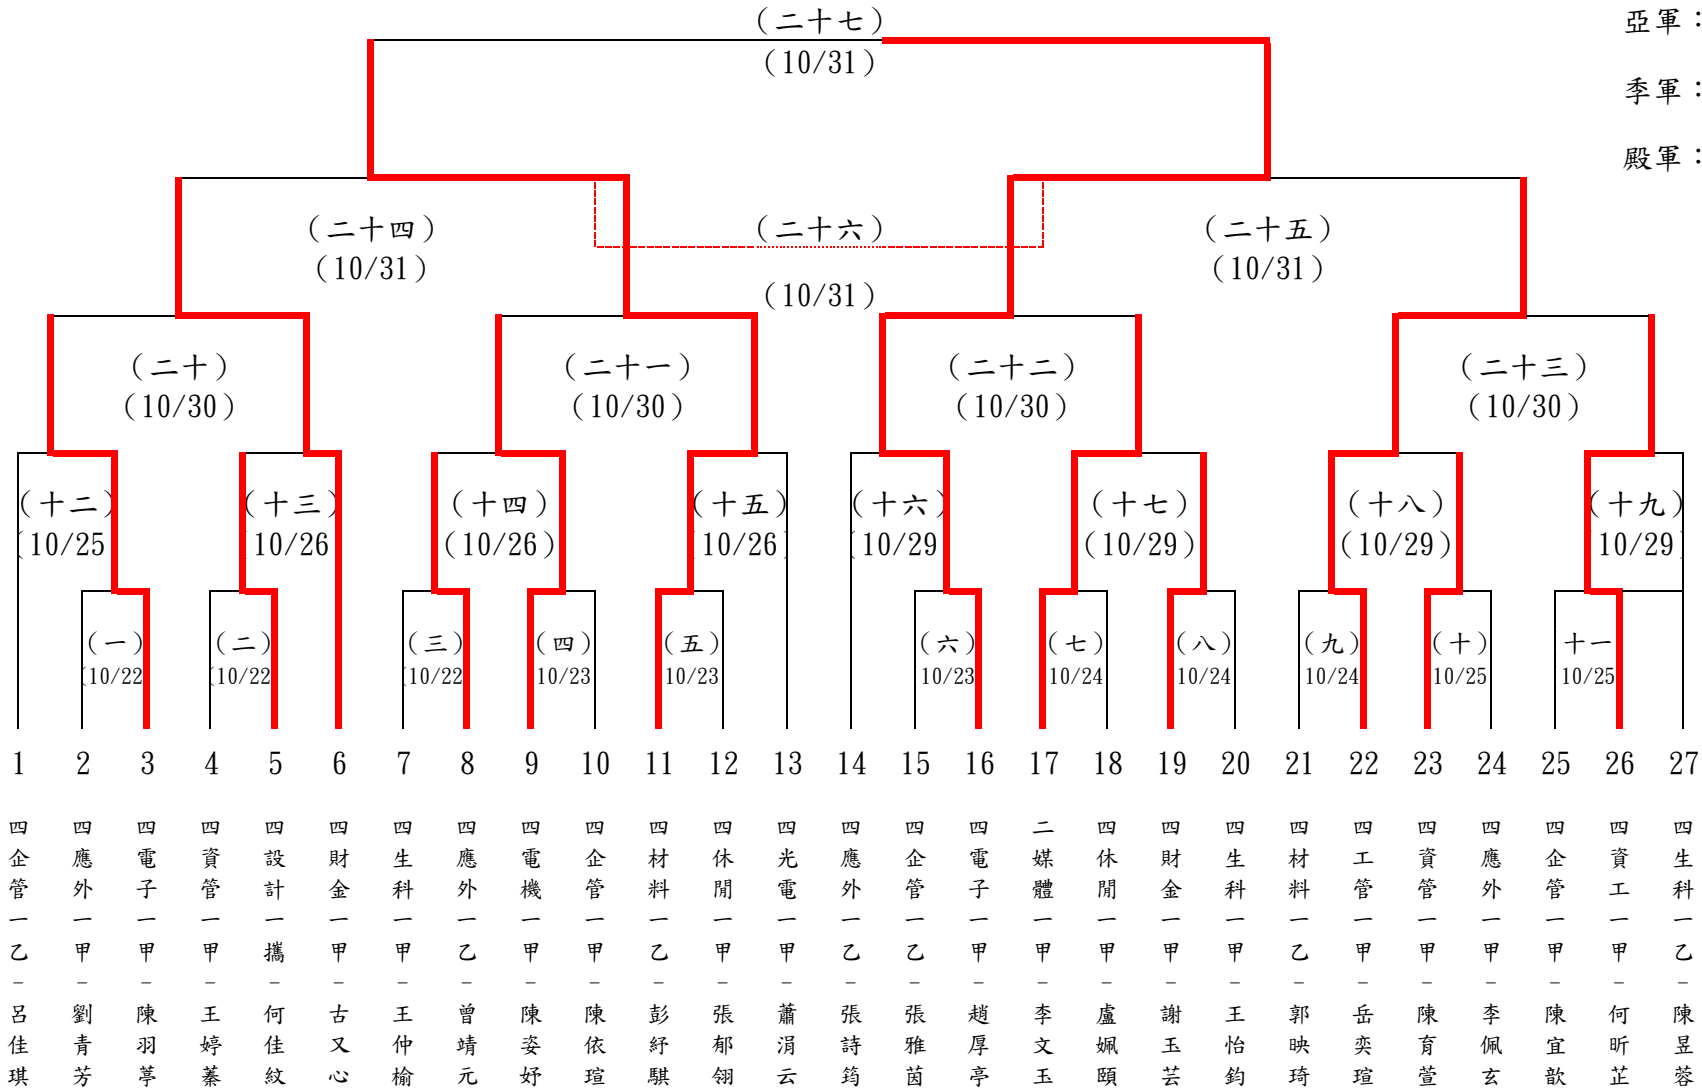 （二十七）
(10/31)
亞軍：
季軍：
殿軍：
（二十四）
(10/31)
（二十六）
(10/31)
（二十五）
(10/31)
（二十）
(10/30)
（二十一）
(10/30)
（二十二）
(10/30)
（二十三）
(10/30)
（十二）
(10/25
（十三）
(10/26
（十四）
(10/26)
（十五）
(10/26)
（十六）
(10/29
（十七）
(10/29)
（十八）
(10/29)
（十九）
10/29)
（一）
(10/22
（二）
(10/22
（三）
(10/22
（四）
10/23
（五）
10/23
（六）
10/23
（七）
10/24
（八）
10/24
（九）
10/24
（十）
10/25
十一
10/25
1 2 3 4 5 6 7 8 9 10 11 12 13 14 15 16 17 18 19 20 21 22 23 24 25 26 27
四企管一乙-呂佳琪
四應外一甲-劉青芳
四電子一甲-陳羽葶
四資管一甲-王婷蓁
四設計一攜-何佳紋
四財金一甲-古又心
四生科一甲-王仲榆
四應外一乙-曾靖元
四電機一甲-陳姿妤
四企管一甲-陳依瑄
四材料一乙-彭紓騏
四休閒一甲-張郁翎
四光電一甲-蕭涓云
四應外一乙-張詩筠
四企管一乙-張雅茵
四電子一甲-趙厚亭
二媒體一甲-李文玉
四休閒一甲-盧姵頤
四財金一甲-謝玉芸
四生科一甲-王怡鈞
四材料一乙-郭映琦
四工管一甲-岳奕瑄
四資管一甲-陳育萱
四應外一甲-李佩玄
四企管一甲-陳宜歆
四資工一甲-何昕芷
四生科一乙-陳昱蓉